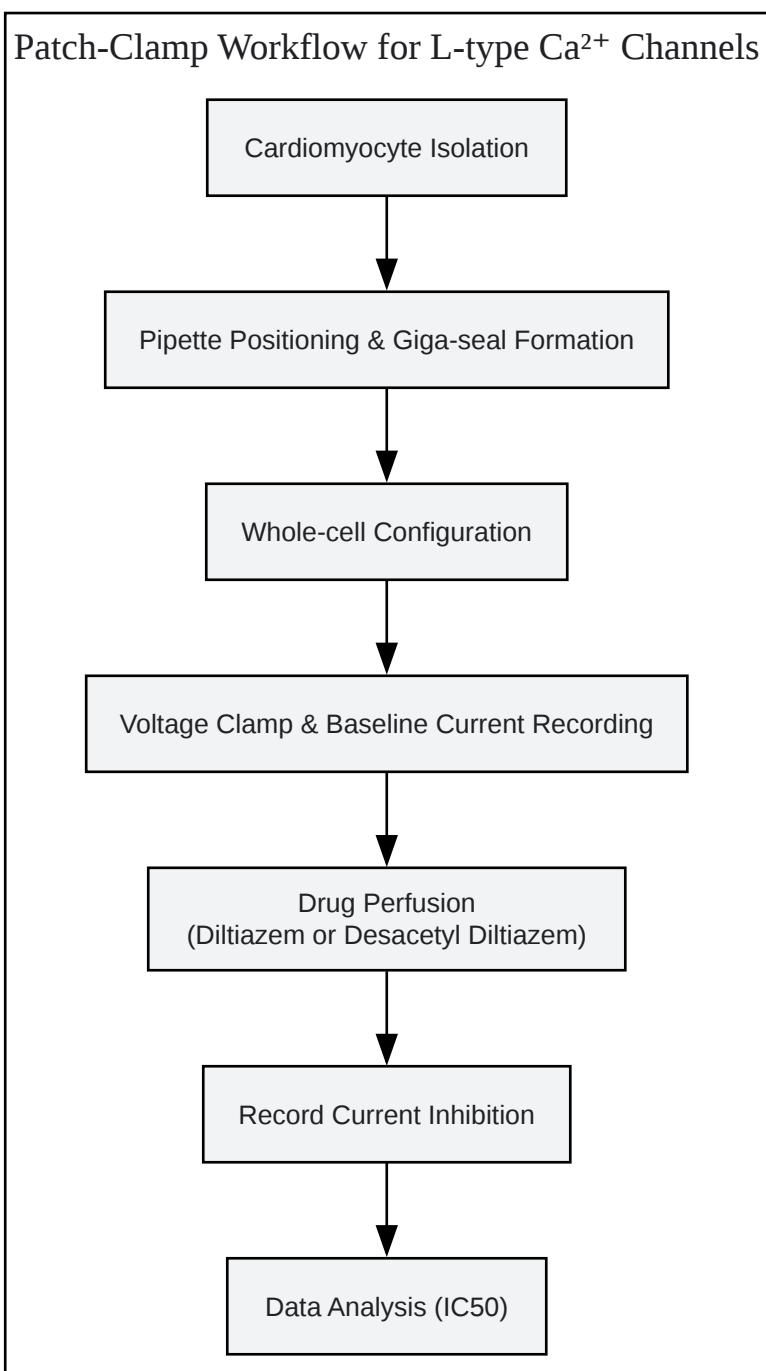 Patch-Clamp Workflow for L-type Ca²⁺ Channels
Cardiomyocyte Isolation
Pipette Positioning & Giga-seal Formation
Whole-cell Configuration
Voltage Clamp & Baseline Current Recording
Drug Perfusion
(Diltiazem or Desacetyl Diltiazem)
Record Current Inhibition
Data Analysis (IC50)